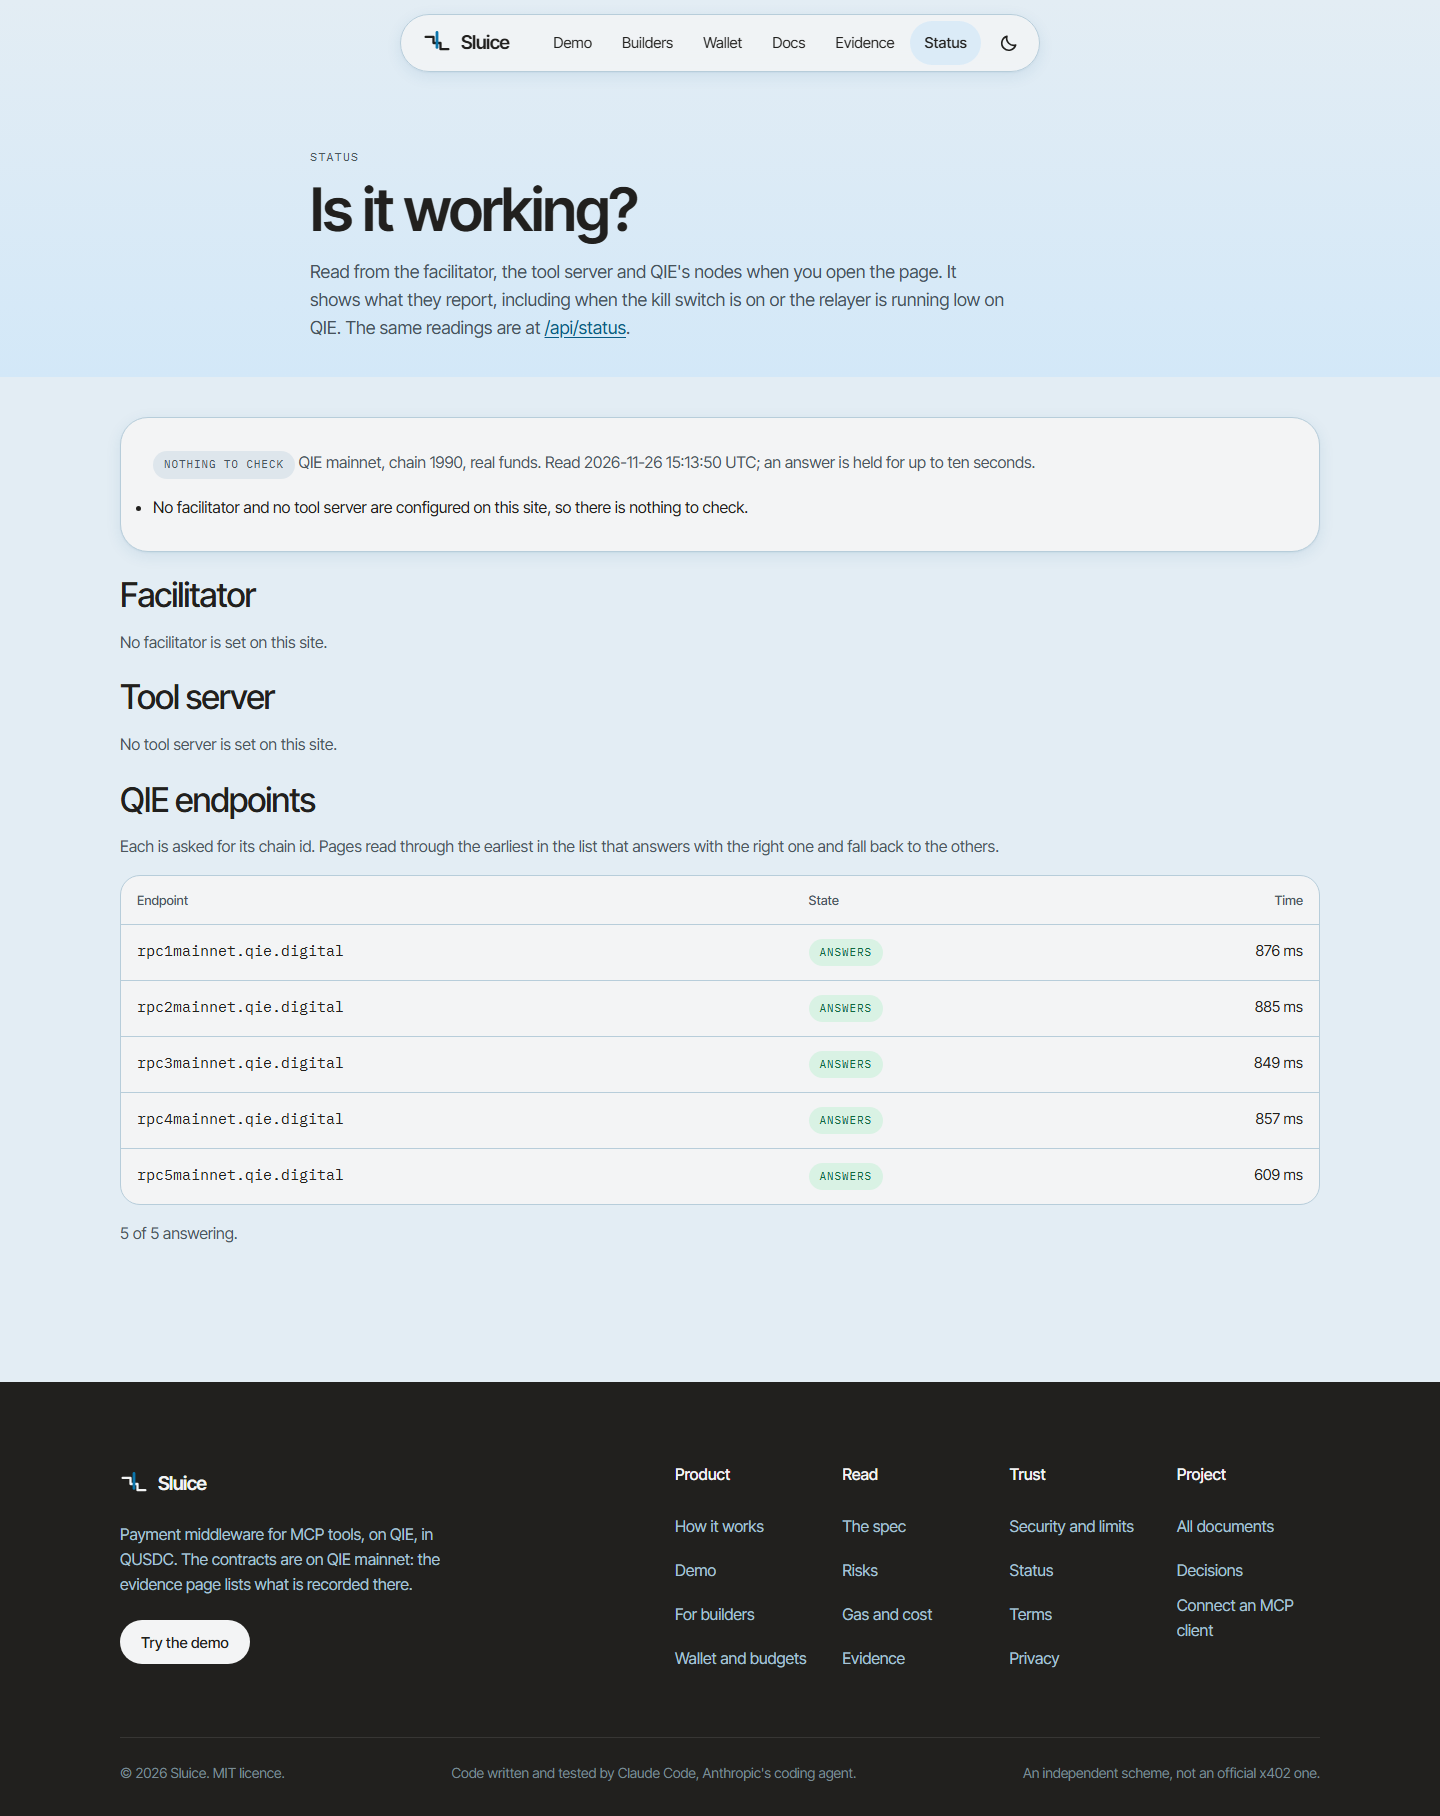 Sluice
Demo
Builders
Wallet
Docs
Evidence
Status
STATUS
Is it working?
Read from the facilitator, the tool server and QIE's nodes when you open the page. It
shows what they report, including when the kill switch is on or the relayer is running low on
QIE. The same readings are at /api/status.
NOTHING TO CHECK QIE mainnet, chain 1990, real funds. Read 2026-11-26 15:13:50 UTC; an answer is held for up to ten seconds.
No facilitator and no tool server are configured on this site, so there is nothing to check.
Facilitator
No facilitator is set on this site.
Tool server
No tool server is set on this site.
QIE endpoints
Each is asked for its chain id. Pages read through the earliest in the list that answers with the right one and fall back to the others.
Endpoint State Time
rpc1mainnet.qie.digital ANSWERS 876 ms
rpc2mainnet.qie.digital ANSWERS 885 ms
rpc3mainnet.qie.digital ANSWERS 849 ms
rpc4mainnet.qie.digital ANSWERS 857 ms
rpc5mainnet.qie.digital ANSWERS 609 ms
5 of 5 answering.
Sluice
Payment middleware for MCP tools, on QIE, in
QUSDC. The contracts are on QIE mainnet: the
evidence page lists what is recorded there.
Try the demo
Product
How it works
Demo
For builders
Wallet and budgets
Read
The spec
Risks
Gas and cost
Evidence
Trust
Security and limits
Status
Terms
Privacy
Project
All documents
Decisions
Connect an MCP
client
© 2026 Sluice. MIT licence.
Code written and tested by Claude Code, Anthropic's coding agent.
An independent scheme, not an official x402 one.